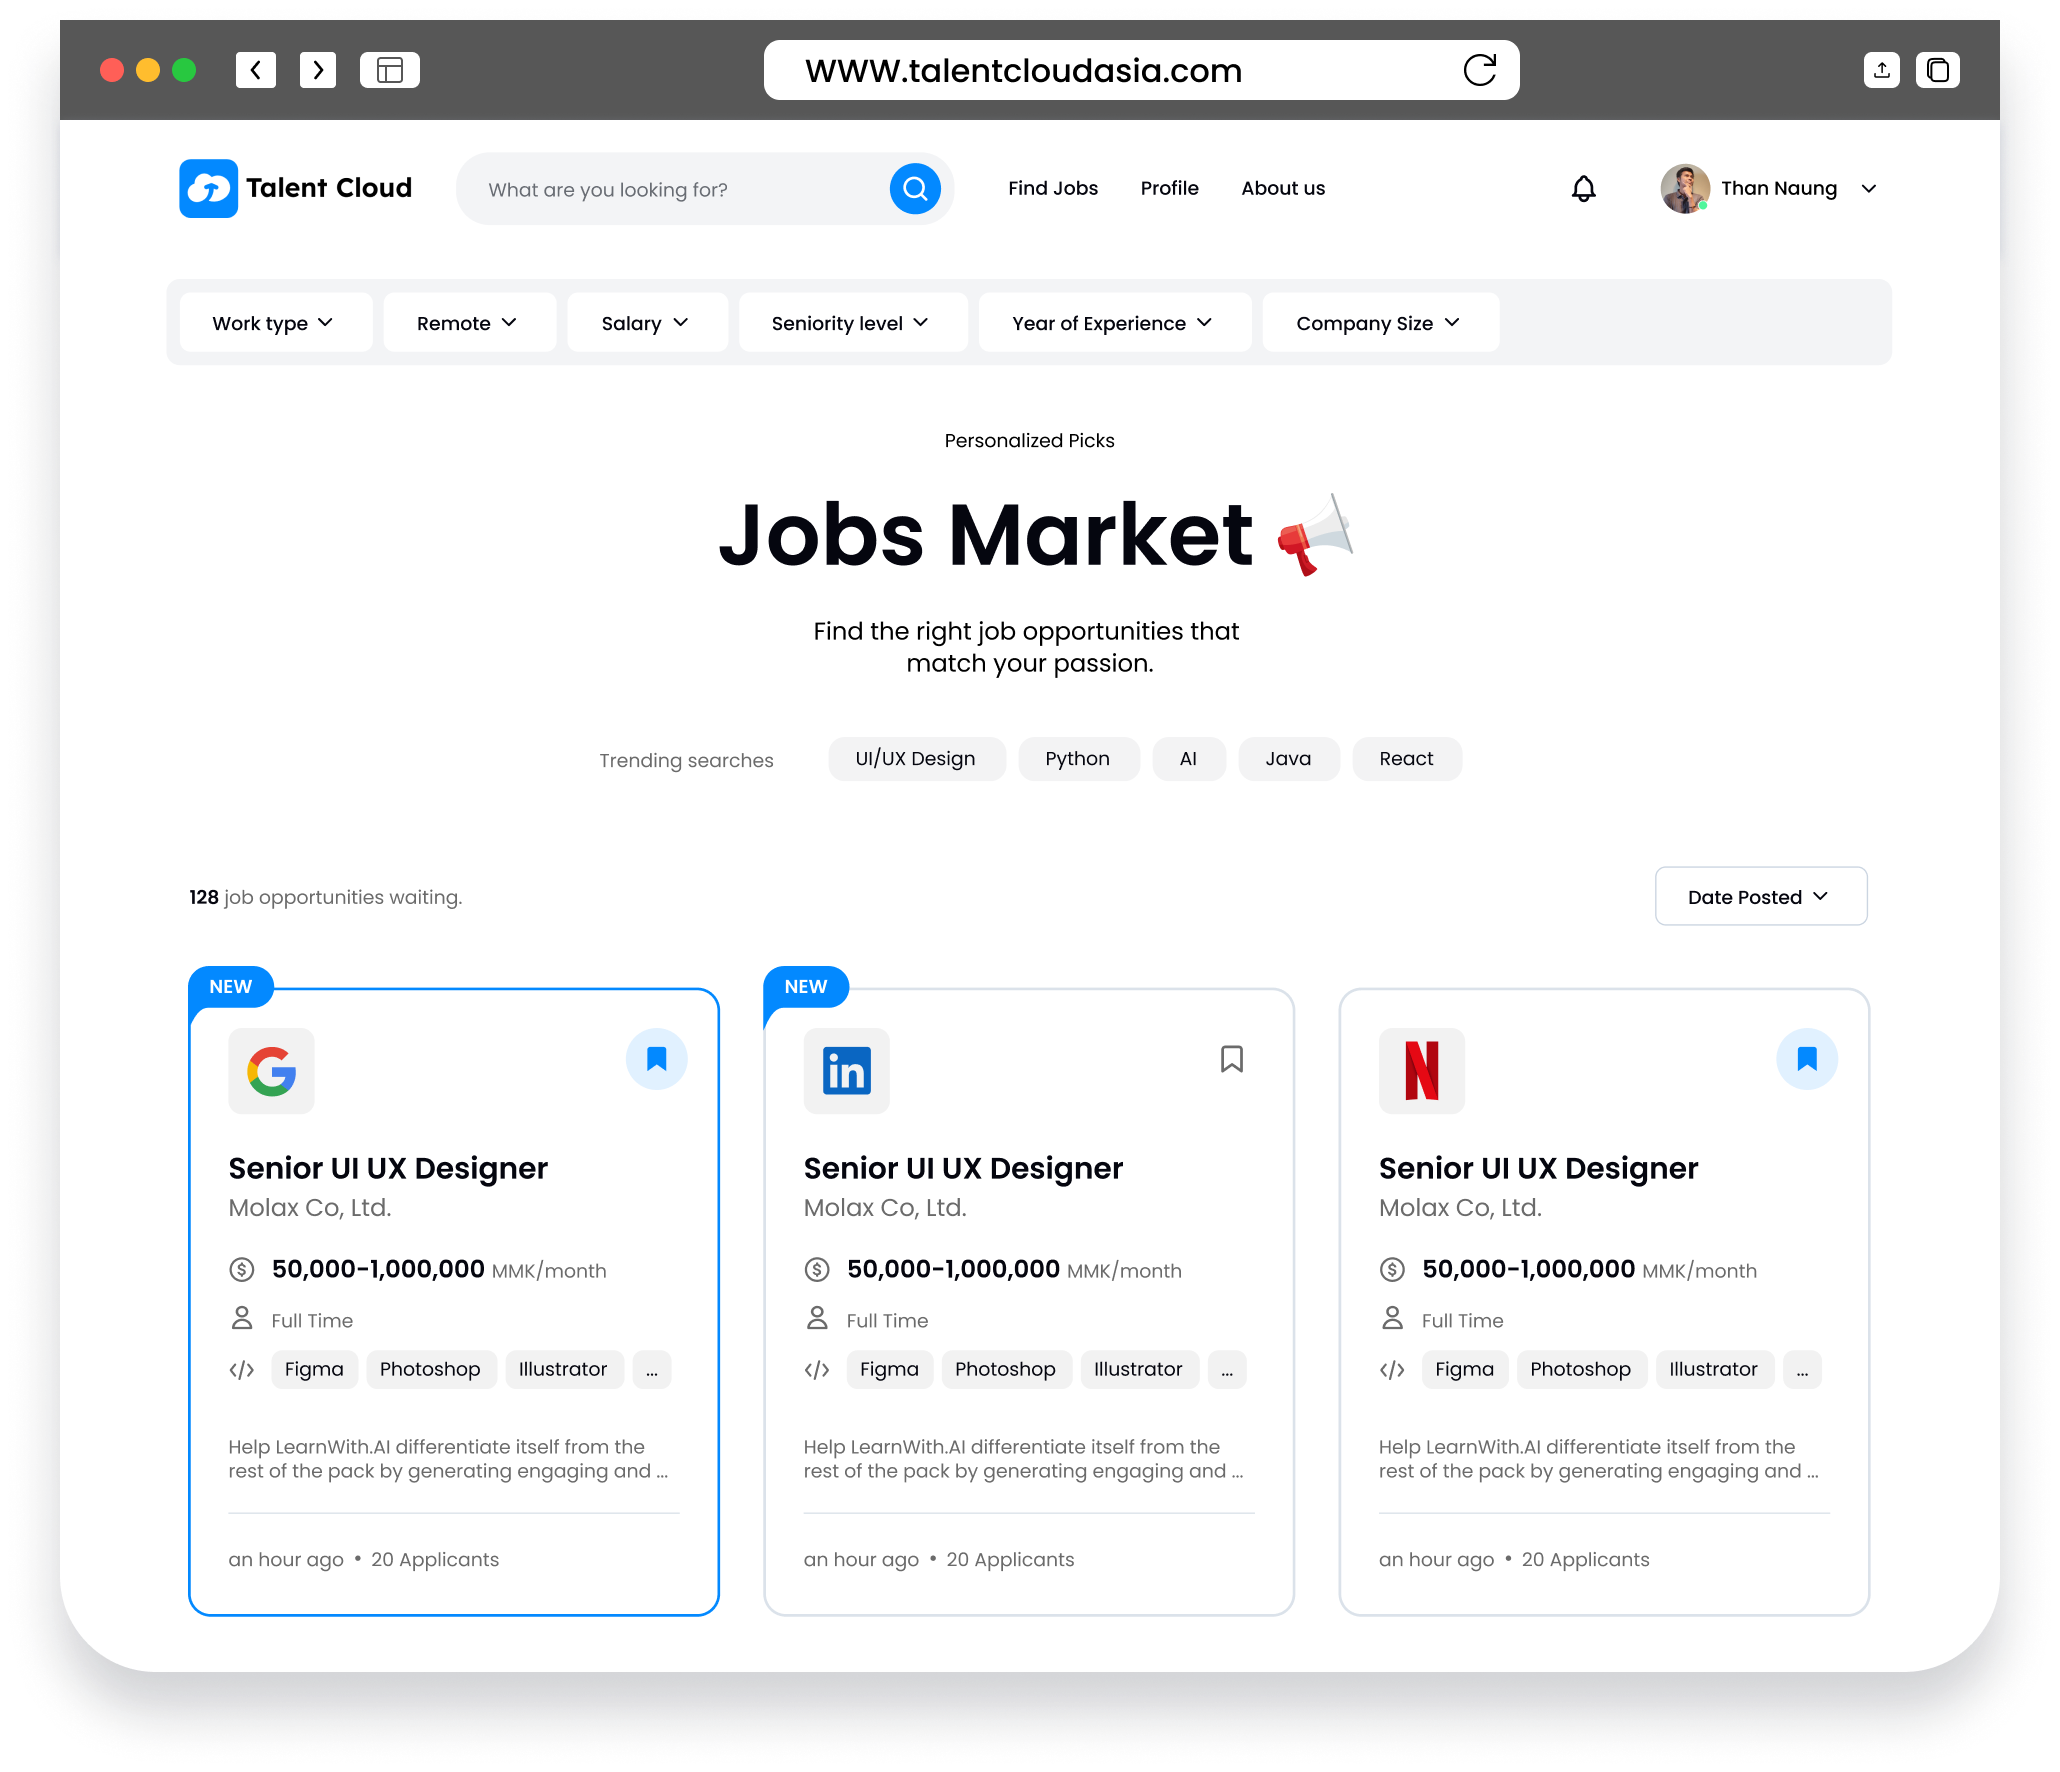 WWW.talentcloudasia.com
Talent Cloud
What are you looking for?
Find Jobs
Profile
About us
Than Naung
Work type
Remote
Salary
Seniority level
Year of Experience
Company Size
Personalized Picks
Jobs Market
Find the right job opportunities that
match your passion.
Trending searches
UI/UX Design
Python
AI
Java
React
128 job opportunities waiting.
Date Posted
NEW
Senior UI UX Designer
Molax Co, Ltd.
50,000-1,000,000 MMK/month
Full Time
Figma Photoshop Illustrator ...
Help LearnWith.AI differentiate itself from the
rest of the pack by generating engaging and ...
an hour ago • 20 Applicants
NEW
in
Senior UI UX Designer
Molax Co, Ltd.
50,000-1,000,000 MMK/month
Full Time
Figma Photoshop Illustrator ...
Help LearnWith.AI differentiate itself from the
rest of the pack by generating engaging and ...
an hour ago • 20 Applicants
Senior UI UX Designer
Molax Co, Ltd.
50,000-1,000,000 MMK/month
Full Time
Figma Photoshop Illustrator ...
Help LearnWith.AI differentiate itself from the
rest of the pack by generating engaging and ...
an hour ago • 20 Applicants